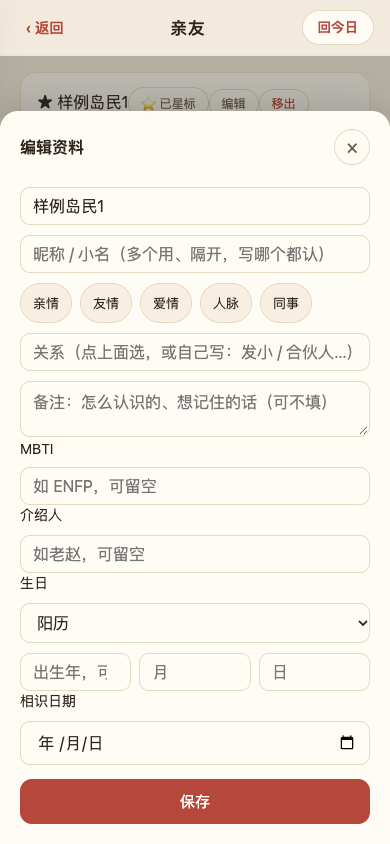 ‹ 返回
亲友
回今日
★ 样例岛民1
⭐ 已星标
编辑
移出
编辑资料
×
样例岛民1
昵称 / 小名（多个用、隔开，写哪个都认）
亲情
友情
爱情
人脉
同事
关系（点上面选，或自己写：发小 / 合伙人…）
备注：怎么认识的、想记住的话（可不填）
MBTI
如 ENFP，可留空
介绍人
如老赵，可留空
生日
阳历
出生年，可
月
日
相识日期
年 /月/日
保存